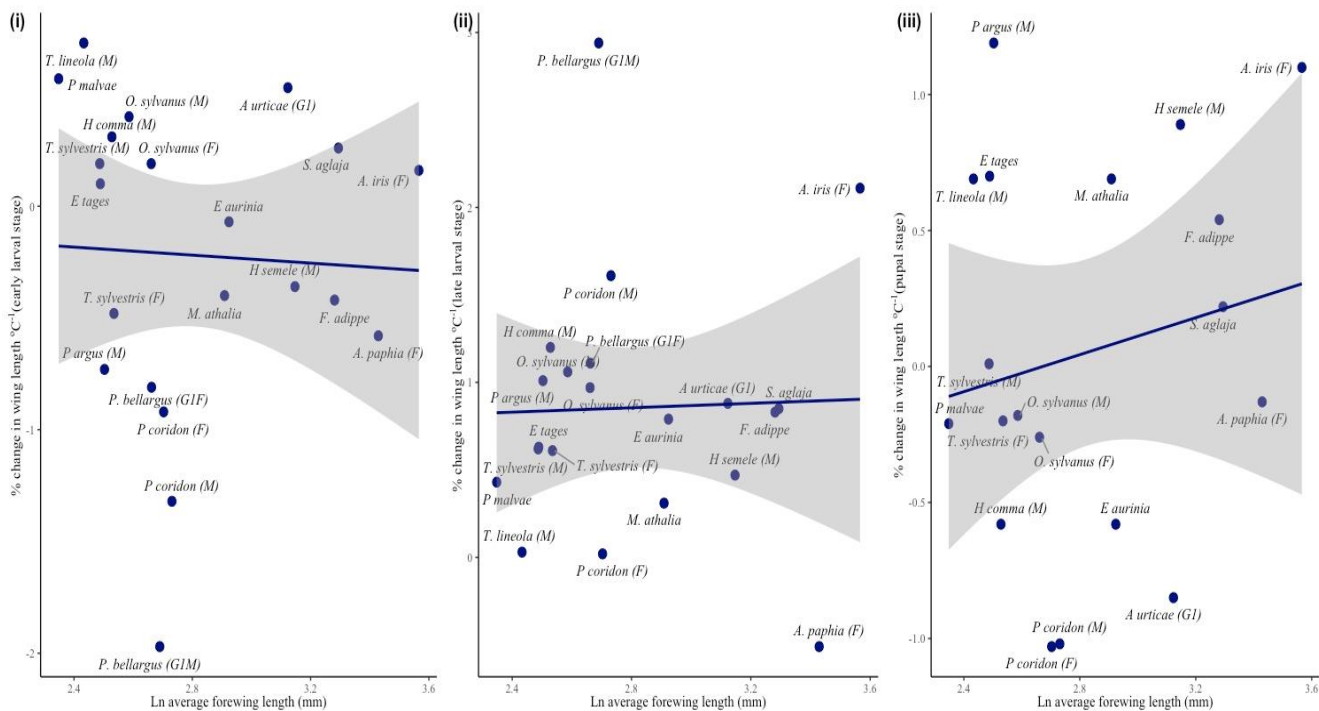 (i)
T. lineola (M)
P malvae
O. sylvanus (M)
A urticae (G1)
H comma (M)
T. sylvestris (M)
O. sylvanus (F)
S. aglaja
A. iris (F)
E tages
E aurinia
H semele (M)
T. sylvestris (F)
M. athalia
F. adippe
A. paphia (F)
P argus (M)
P. bellargus (G1F)
P coridon (F)
P coridon (M)
P. bellargus (G1M)
0
-1
-2
2.4 2.8 3.2 3.6
% change in wing length °C⁻¹(early larval stage)
Ln average forewing length (mm)
(ii)
P. bellargus (G1M)
A. iris (F)
P coridon (M)
H comma (M)
P. bellargus (G1F)
O. sylvanus (M)
P argus (M)
O. sylvanus (F)
A urticae (G1)
S. aglaja
E tages
E aurinia
F. adippe
T. sylvestris (M)
T. sylvestris (F)
H semele (M)
P malvae
M. athalia
T. lineola (M)
P coridon (F)
A. paphia (F)
3
2
1
0
2.4 2.8 3.2 3.6
% change in wing length °C⁻¹(late larval stage)
Ln average forewing length (mm)
(iii)
P argus (M)
A. iris (F)
H semele (M)
E tages
T. lineola (M)
M. athalia
F. adippe
S. aglaja
T. sylvestris (M)
P malvae
O. sylvanus (M)
A. paphia (F)
T. sylvestris (F)
O. sylvanus (F)
H comma (M)
E aurinia
A urticae (G1)
P coridon (M)
P coridon (F)
1.0
0.5
0.0
-0.5
-1.0
2.4 2.8 3.2 3.6
% change in wing length °C⁻¹(pupal stage)
Ln average forewing length (mm)